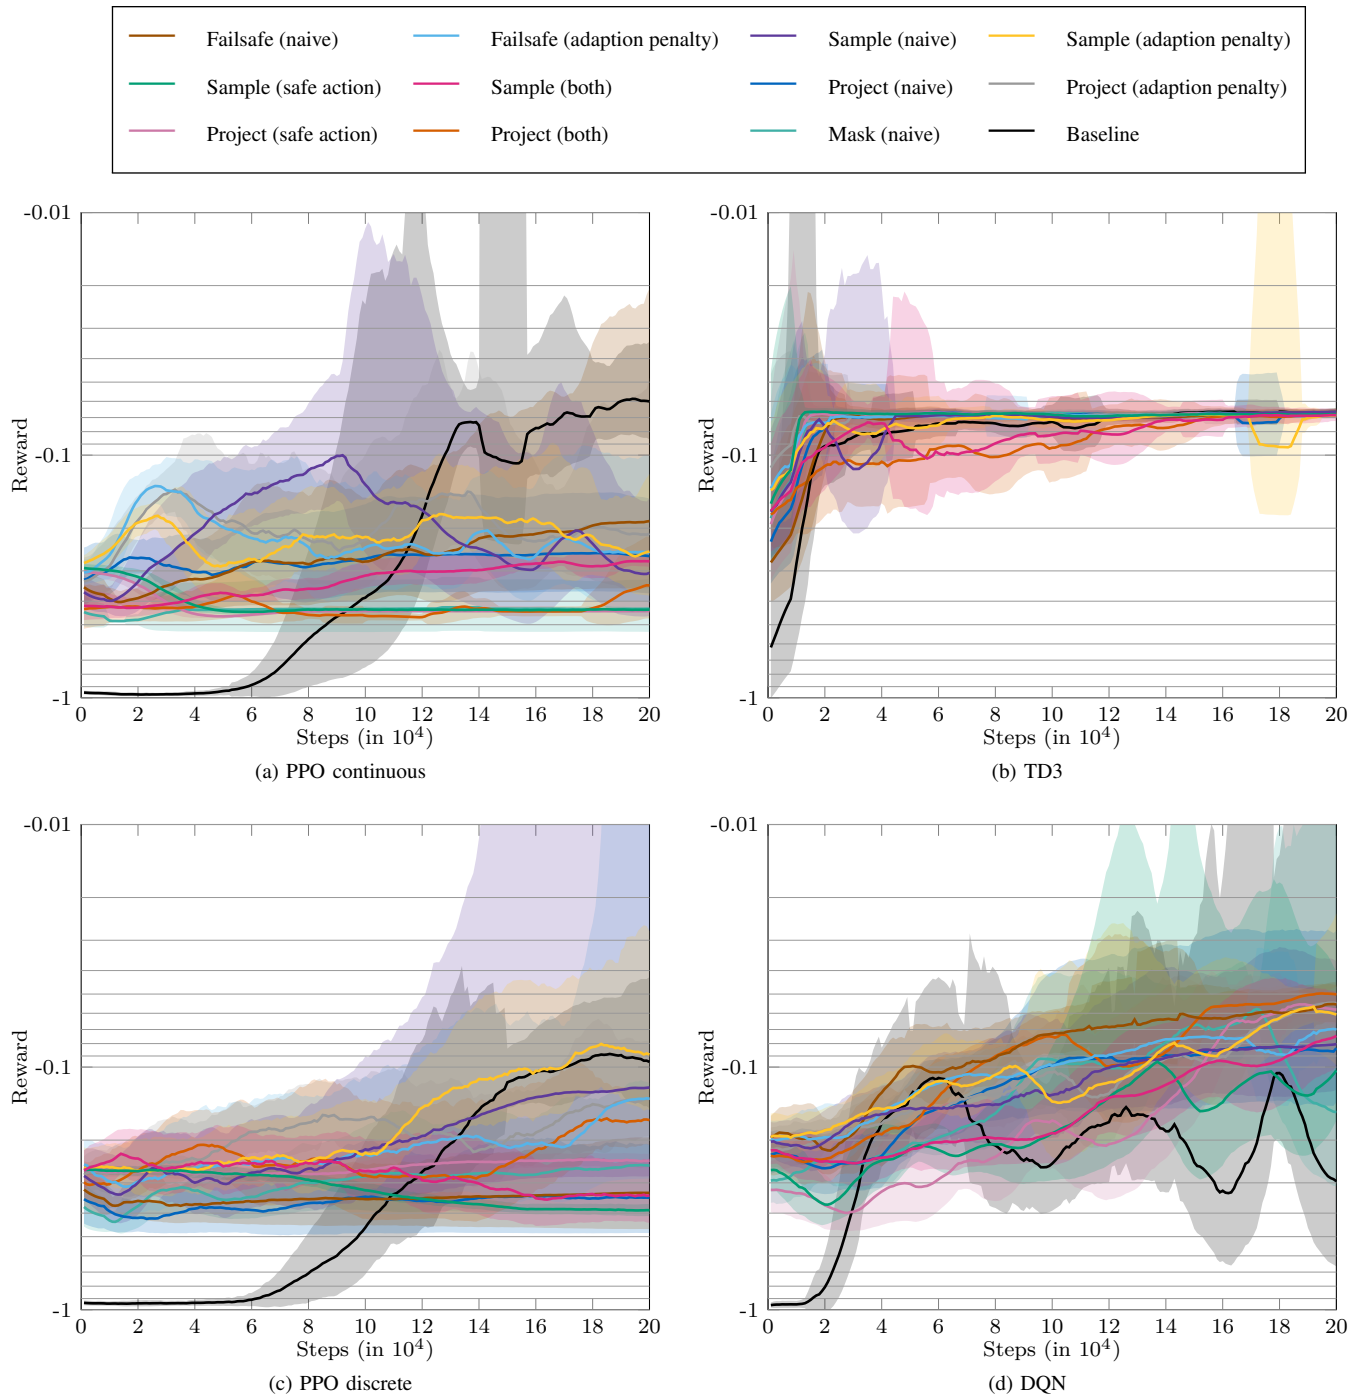 Failsafe (naive) Failsafe (adaption penalty) Sample (naive) Sample (adaption penalty)
Sample (safe action) Sample (both) Project (naive) Project (adaption penalty)
Project (safe action) Project (both) Mask (naive) Baseline
-0.01
-0.1
-1
Reward
0 2 4 6 8 10 12 14 16 18 20
Steps (in 10⁴)
(a) PPO continuous
-0.01
-0.1
-1
Reward
0 2 4 6 8 10 12 14 16 18 20
Steps (in 10⁴)
(b) TD3
-0.01
-0.1
-1
Reward
0 2 4 6 8 10 12 14 16 18 20
Steps (in 10⁴)
(c) PPO discrete
-0.01
-0.1
-1
Reward
0 2 4 6 8 10 12 14 16 18 20
Steps (in 10⁴)
(d) DQN